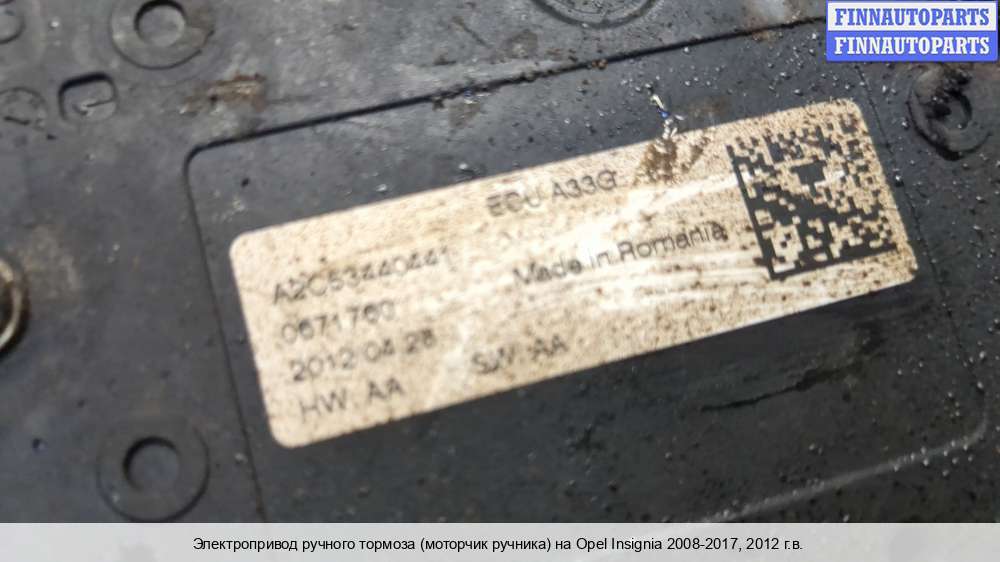 FINNAUTOPARTS
FINNAUTOPARTS
ECU A33G
Made in Romania
A2C53440441
0671760
2012 04 26
HW AA
SW AA
Электропривод ручного тормоза (моторчик ручника) на Opel Insignia 2008-2017, 2012 г.в.